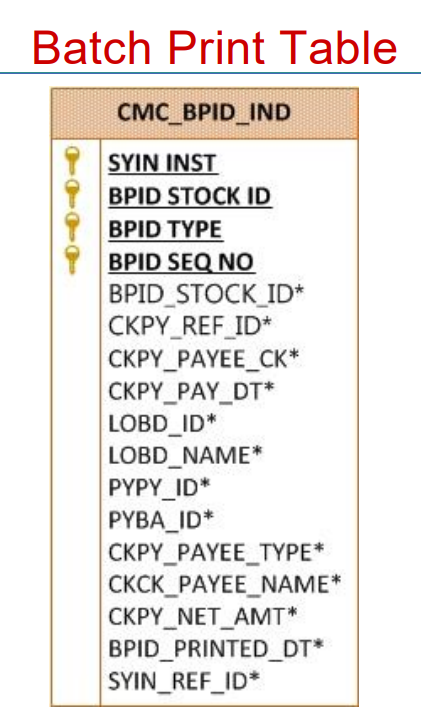 Batch Print Table
CMC_BPID_IND
SYIN INST
BPID STOCK ID
BPID TYPE
BPID SEQ NO
BPID_STOCK_ID*
CKPY_REF_ID*
CKPY_PAYEE_CK*
CKPY_PAY_DT*
LOBD_ID*
LOBD_NAME*
PYPY_ID*
PYBA_ID*
CKPY_PAYEE_TYPE*
CKCK_PAYEE_NAME*
CKPY_NET_AMT*
BPID_PRINTED_DT*
SYIN_REF_ID*